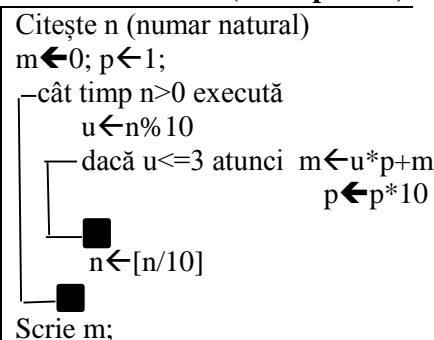 Citește n (numar natural)
m🡨0; p←1;
cât timp n>0 execută
u←n%10
dacă u<=3 atunci m←u*p+m
p🡨p*10
n←[n/10]
Scrie m;